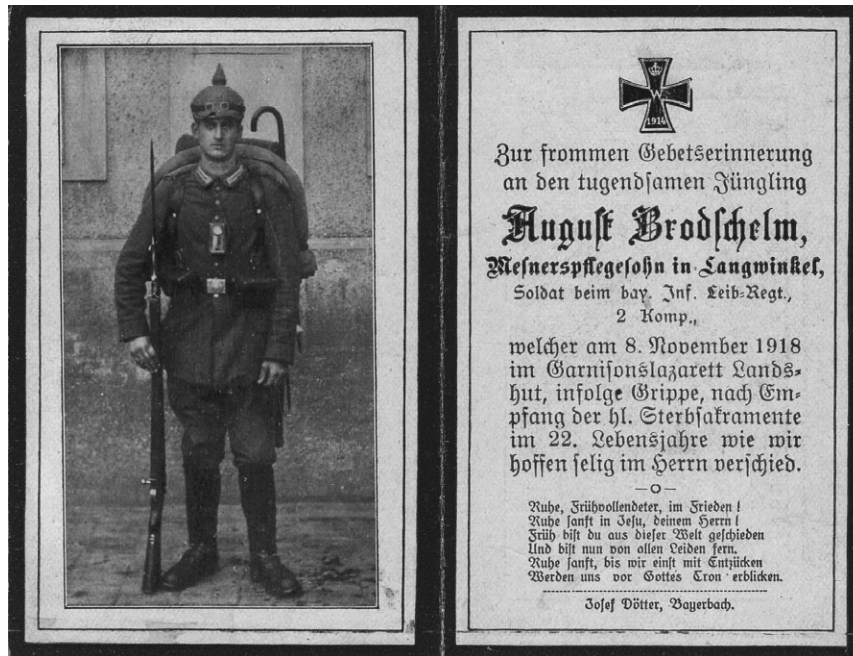 W
1914
Zur frommen Gebetserinnerung
an den tugendsamen Jüngling
August Brodschelm,
Mesnerspflegesohn in Langwinkel,
Soldat beim bay. Inf. Leib-Regt.,
2 Komp.,
welcher am 8. November 1918
im Garnisonslazarett Lands-
hut, infolge Grippe, nach Em-
pfang der hl. Sterbsakramente
im 22. Lebensjahre wie wir
hoffen selig im Herrn verschied.
Ruhe, Frühvollendeter, im Frieden!
Ruhe sanft in Jesu, deinem Herrn!
Früh bist du aus dieser Welt geschieden
Und bist nun von allen Leiden fern.
Ruhe sanft, bis wir einst mit Entzücken
Werden uns vor Gottes Tron erblicken.
Josef Dötter, Bayerbach.